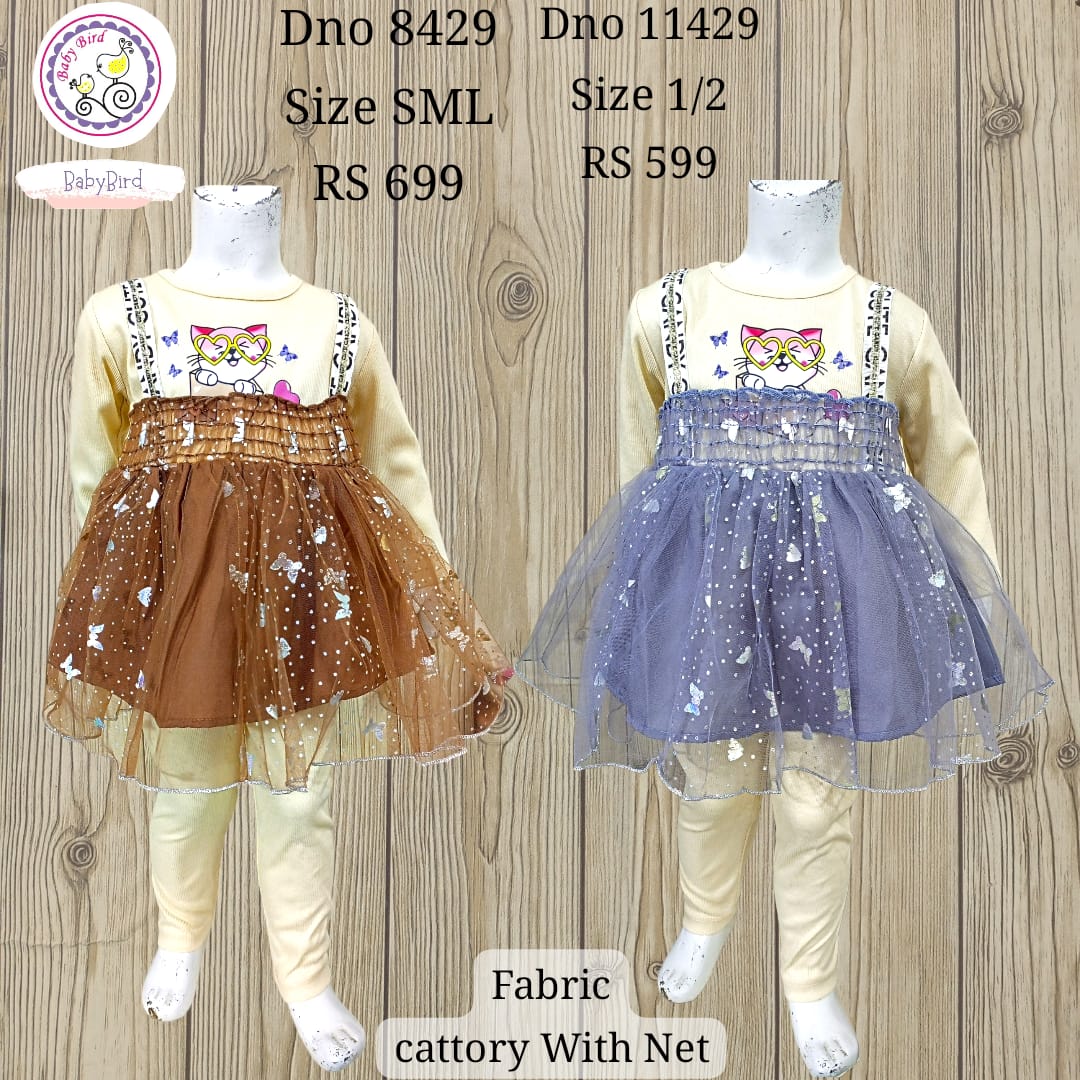 Baby Bird
BabyBird
Dno 8429
Size SML
RS 699
Dno 11429
Size 1/2
RS 599
Fabric
cattory With Net